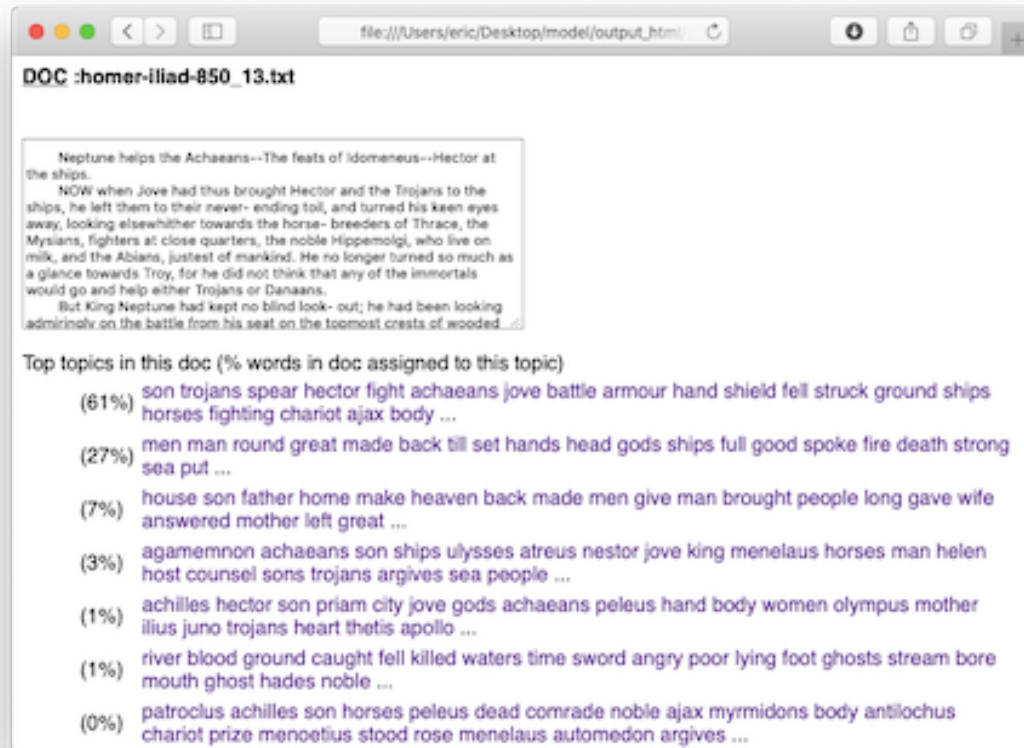 file:///Users/eric/Desktop/model/output_html/
DOC :homer-iliad-850_13.txt
Neptune helps the Achaeans--The feats of Idomeneus--Hector at
the ships.
NOW when Jove had thus brought Hector and the Trojans to the
ships, he left them to their never- ending toil, and turned his keen eyes
away, looking elsewhither towards the horse- breeders of Thrace, the
Mysians, fighters at close quarters, the noble Hippemolgi, who live on
milk, and the Abians, justest of mankind. He no longer turned so much as
a glance towards Troy, for he did not think that any of the immortals
would go and help either Trojans or Danaans.
But King Neptune had kept no blind look- out; he had been looking
admiringly on the battle from his seat on the topmost crests of wooded
Top topics in this doc (% words in doc assigned to this topic)
(61%) son trojans spear hector fight achaeans jove battle armour hand shield fell struck ground ships
horses fighting chariot ajax body ...
(27%) men man round great made back till set hands head gods ships full good spoke fire death strong
sea put ...
(7%) house son father home make heaven back made men give man brought people long gave wife
answered mother left great ...
(3%) agamemnon achaeans son ships ulysses atreus nestor jove king menelaus horses man helen
host counsel sons trojans argives sea people ...
(1%) achilles hector son priam city jove gods achaeans peleus hand body women olympus mother
ilius juno trojans heart thetis apollo ...
(1%) river blood ground caught fell killed waters time sword angry poor lying foot ghosts stream bore
mouth ghost hades noble ...
(0%) patroclus achilles son horses peleus dead comrade noble ajax myrmidons body antilochus
chariot prize menoetius stood rose menelaus automedon argives ...